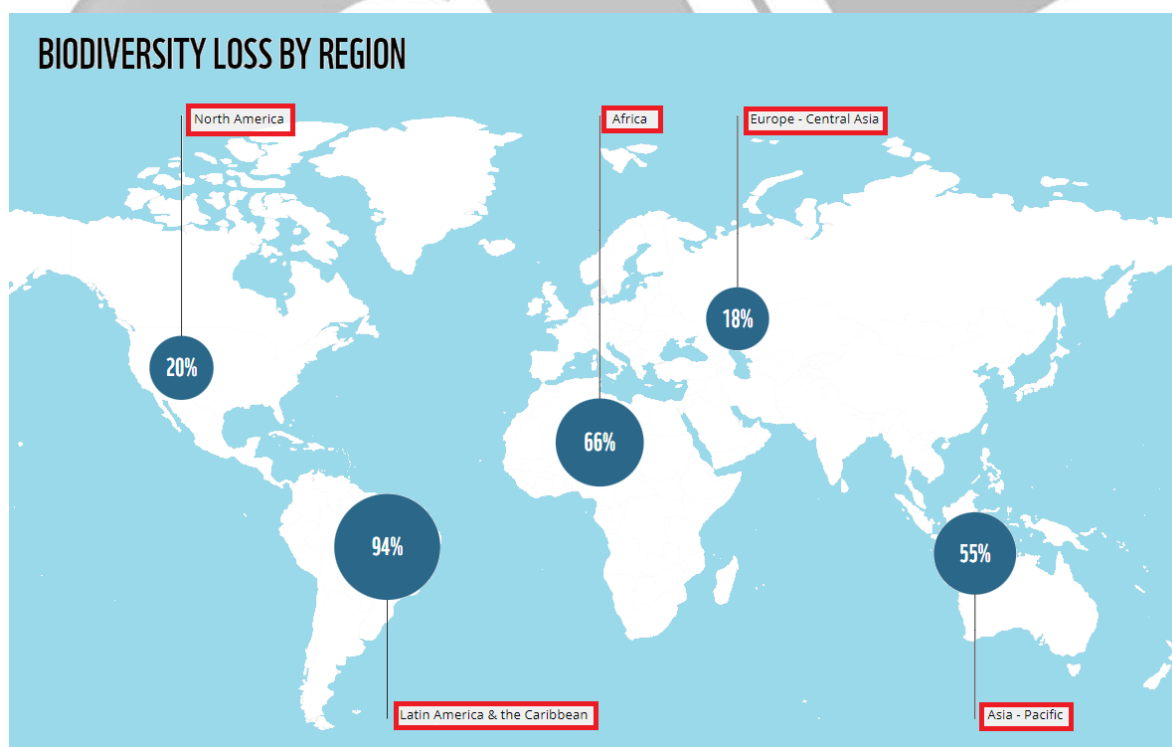 BIODIVERSITY LOSS BY REGION
North America
Africa
Europe - Central Asia
18%
20%
66%
94%
55%
Latin America & the Caribbean
Asia - Pacific